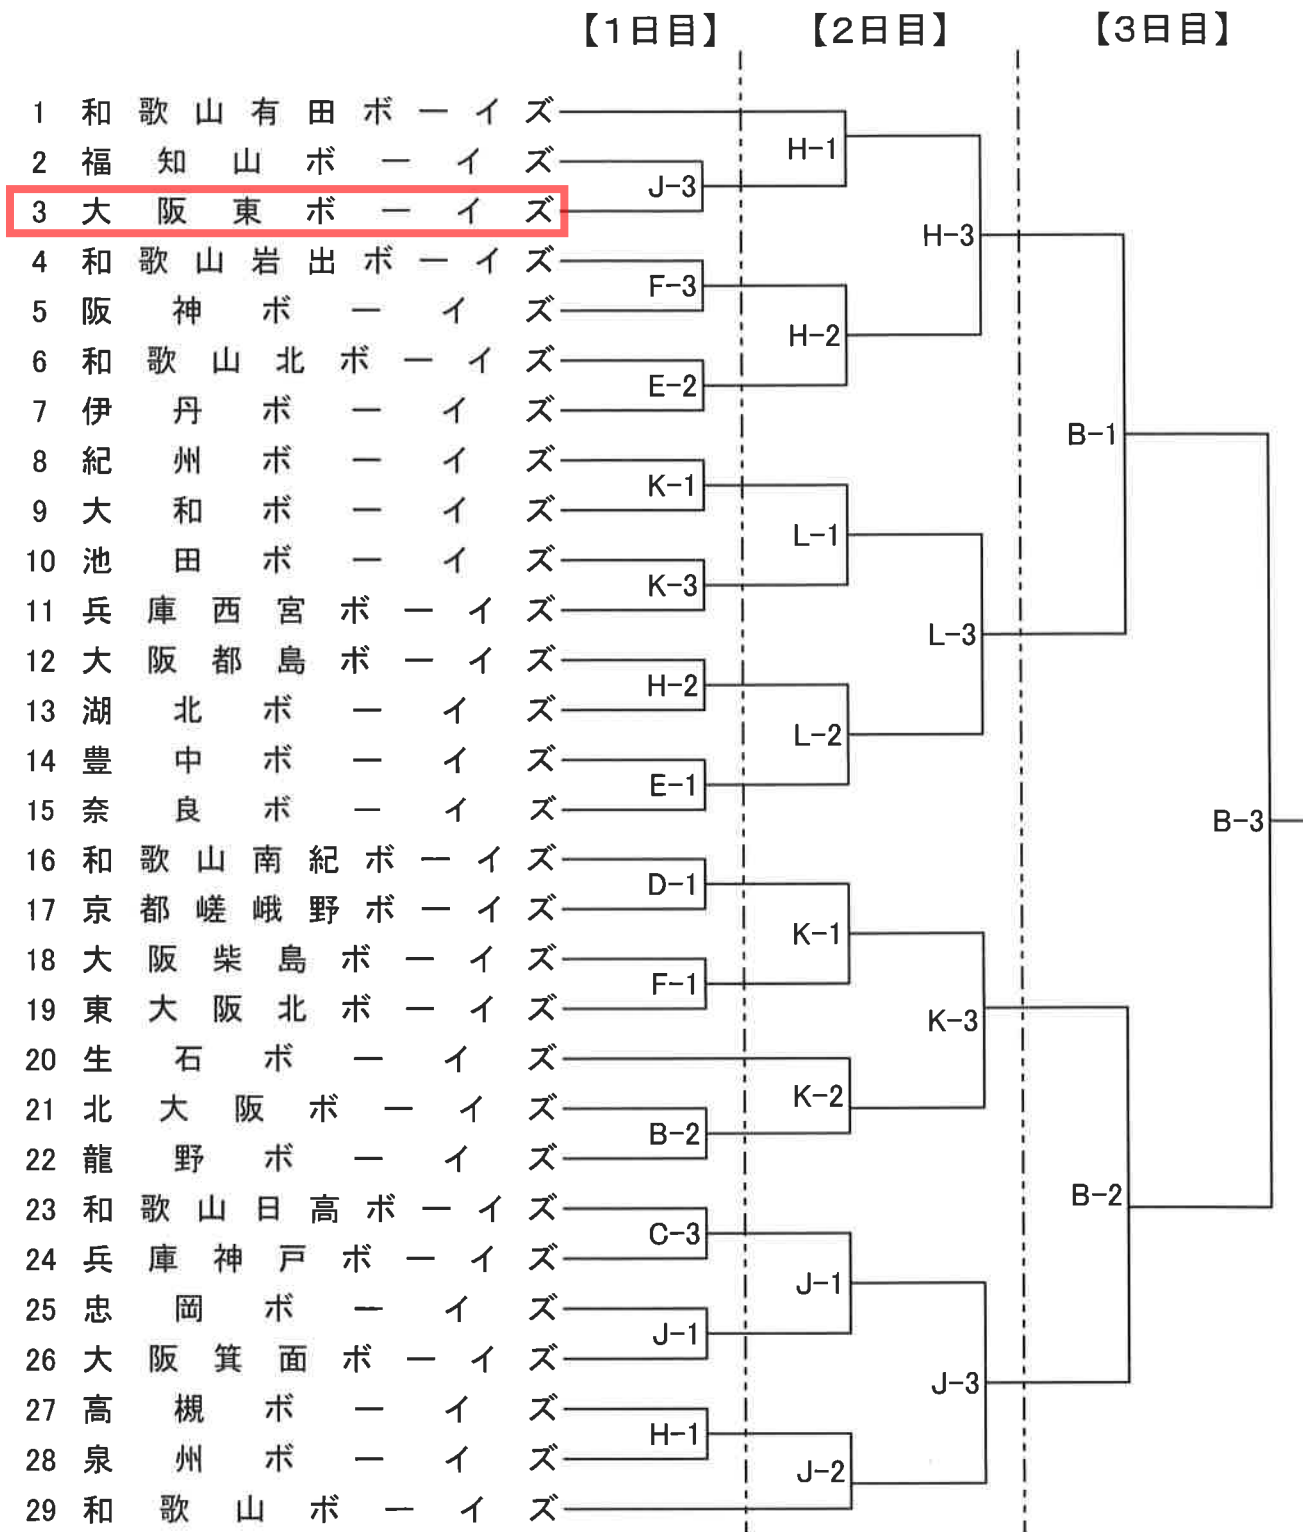 【1日目】 【2日目】 【3日目】
1 和歌山有田ボーイズ
H-1
2 福知山ボーイズ
J-3
3 大阪東ボーイズ
H-3
4 和歌山岩出ボーイズ
F-3
5 阪神ボーイズ
H-2
6 和歌山北ボーイズ
E-2
7 伊丹ボーイズ
B-1
8 紀州ボーイズ
K-1
9 大和ボーイズ
L-1
10 池田ボーイズ
K-3
11 兵庫西宮ボーイズ
L-3
12 大阪都島ボーイズ
H-2
13 湖北ボーイズ
L-2
14 豊中ボーイズ
E-1
15 奈良ボーイズ
B-3
16 和歌山南紀ボーイズ
D-1
17 京都嵯峨野ボーイズ
K-1
18 大阪柴島ボーイズ
F-1
19 東大阪北ボーイズ
K-3
20 生石ボーイズ
K-2
21 北大阪ボーイズ
B-2
22 龍野ボーイズ
B-2
23 和歌山日高ボーイズ
C-3
24 兵庫神戸ボーイズ
J-1
25 忠岡ボーイズ
J-1
26 大阪箕面ボーイズ
J-3
27 高槻ボーイズ
H-1
28 泉州ボーイズ
J-2
29 和歌山ボーイズ